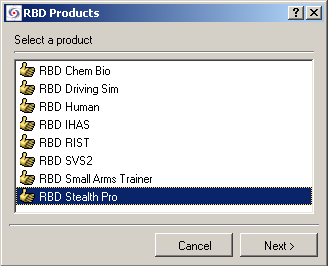 RBD Products
?
Select a product
RBD Chem Bio
RBD Driving Sim
RBD Human
RBD IHAS
RBD RIST
RBD SVS2
RBD Small Arms Trainer
RBD Stealth Pro
Cancel
Next >